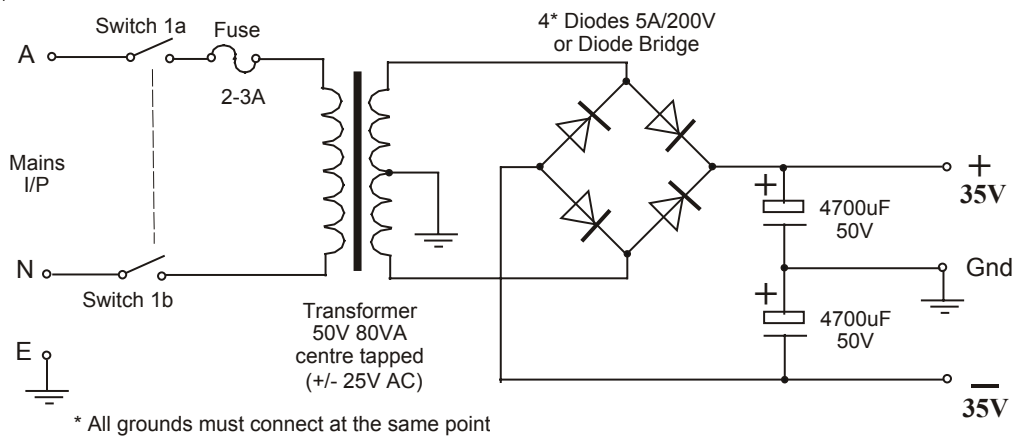 Switch 1a
Fuse
4* Diodes 5A/200V
or Diode Bridge
A
2-3A
Mains
I/P
+
35V
+
4700uF
50V
N
Switch 1b
Gnd
Transformer
50V 80VA
centre tapped
(+/- 25V AC)
+
4700uF
50V
E
−
35V
* All grounds must connect at the same point